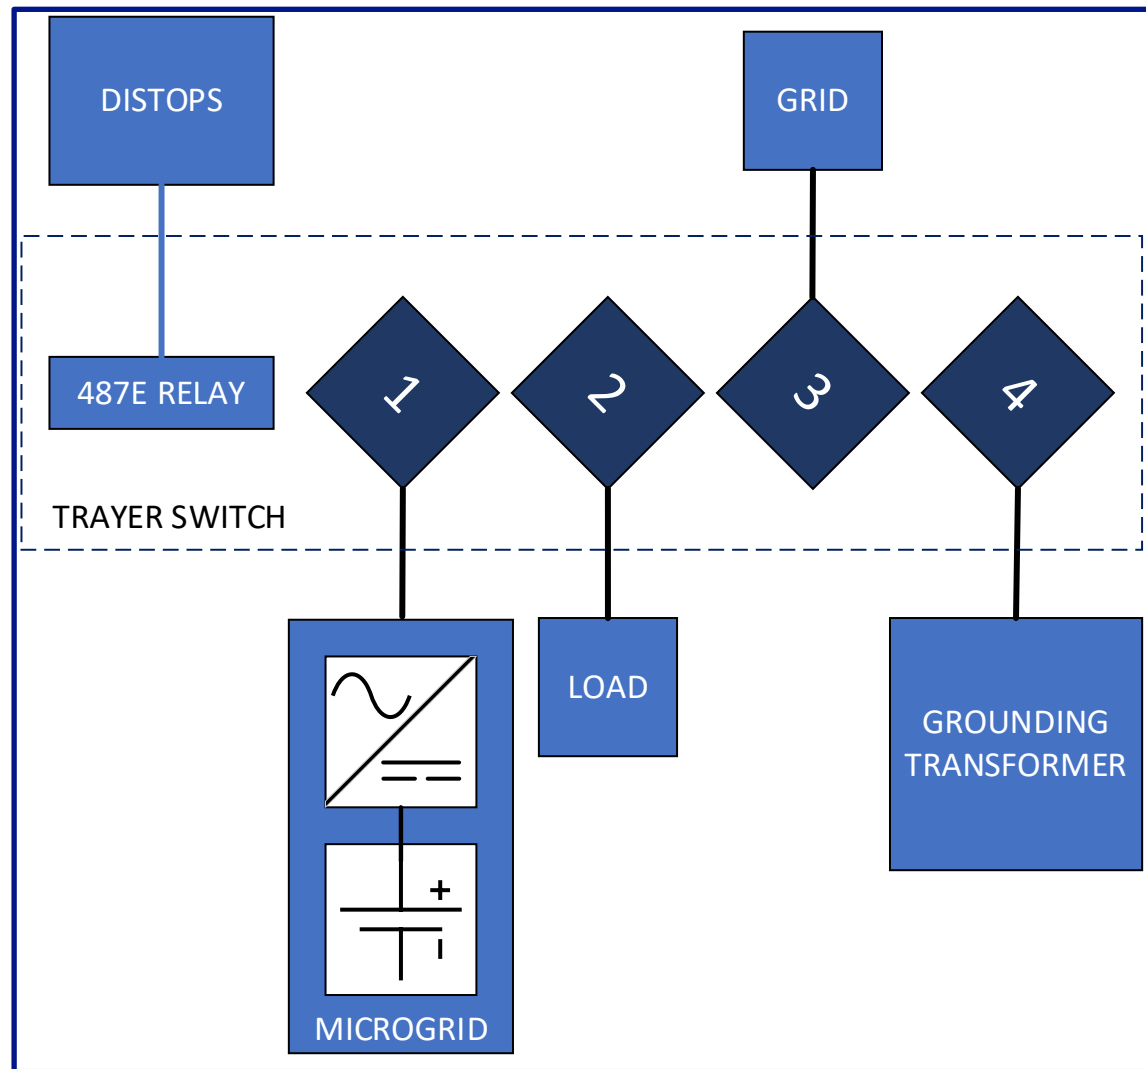 DISTOPS
GRID
487E RELAY
1
2
3
4
TRAYER SWITCH
LOAD
GROUNDING
TRANSFORMER
+
-
MICROGRID